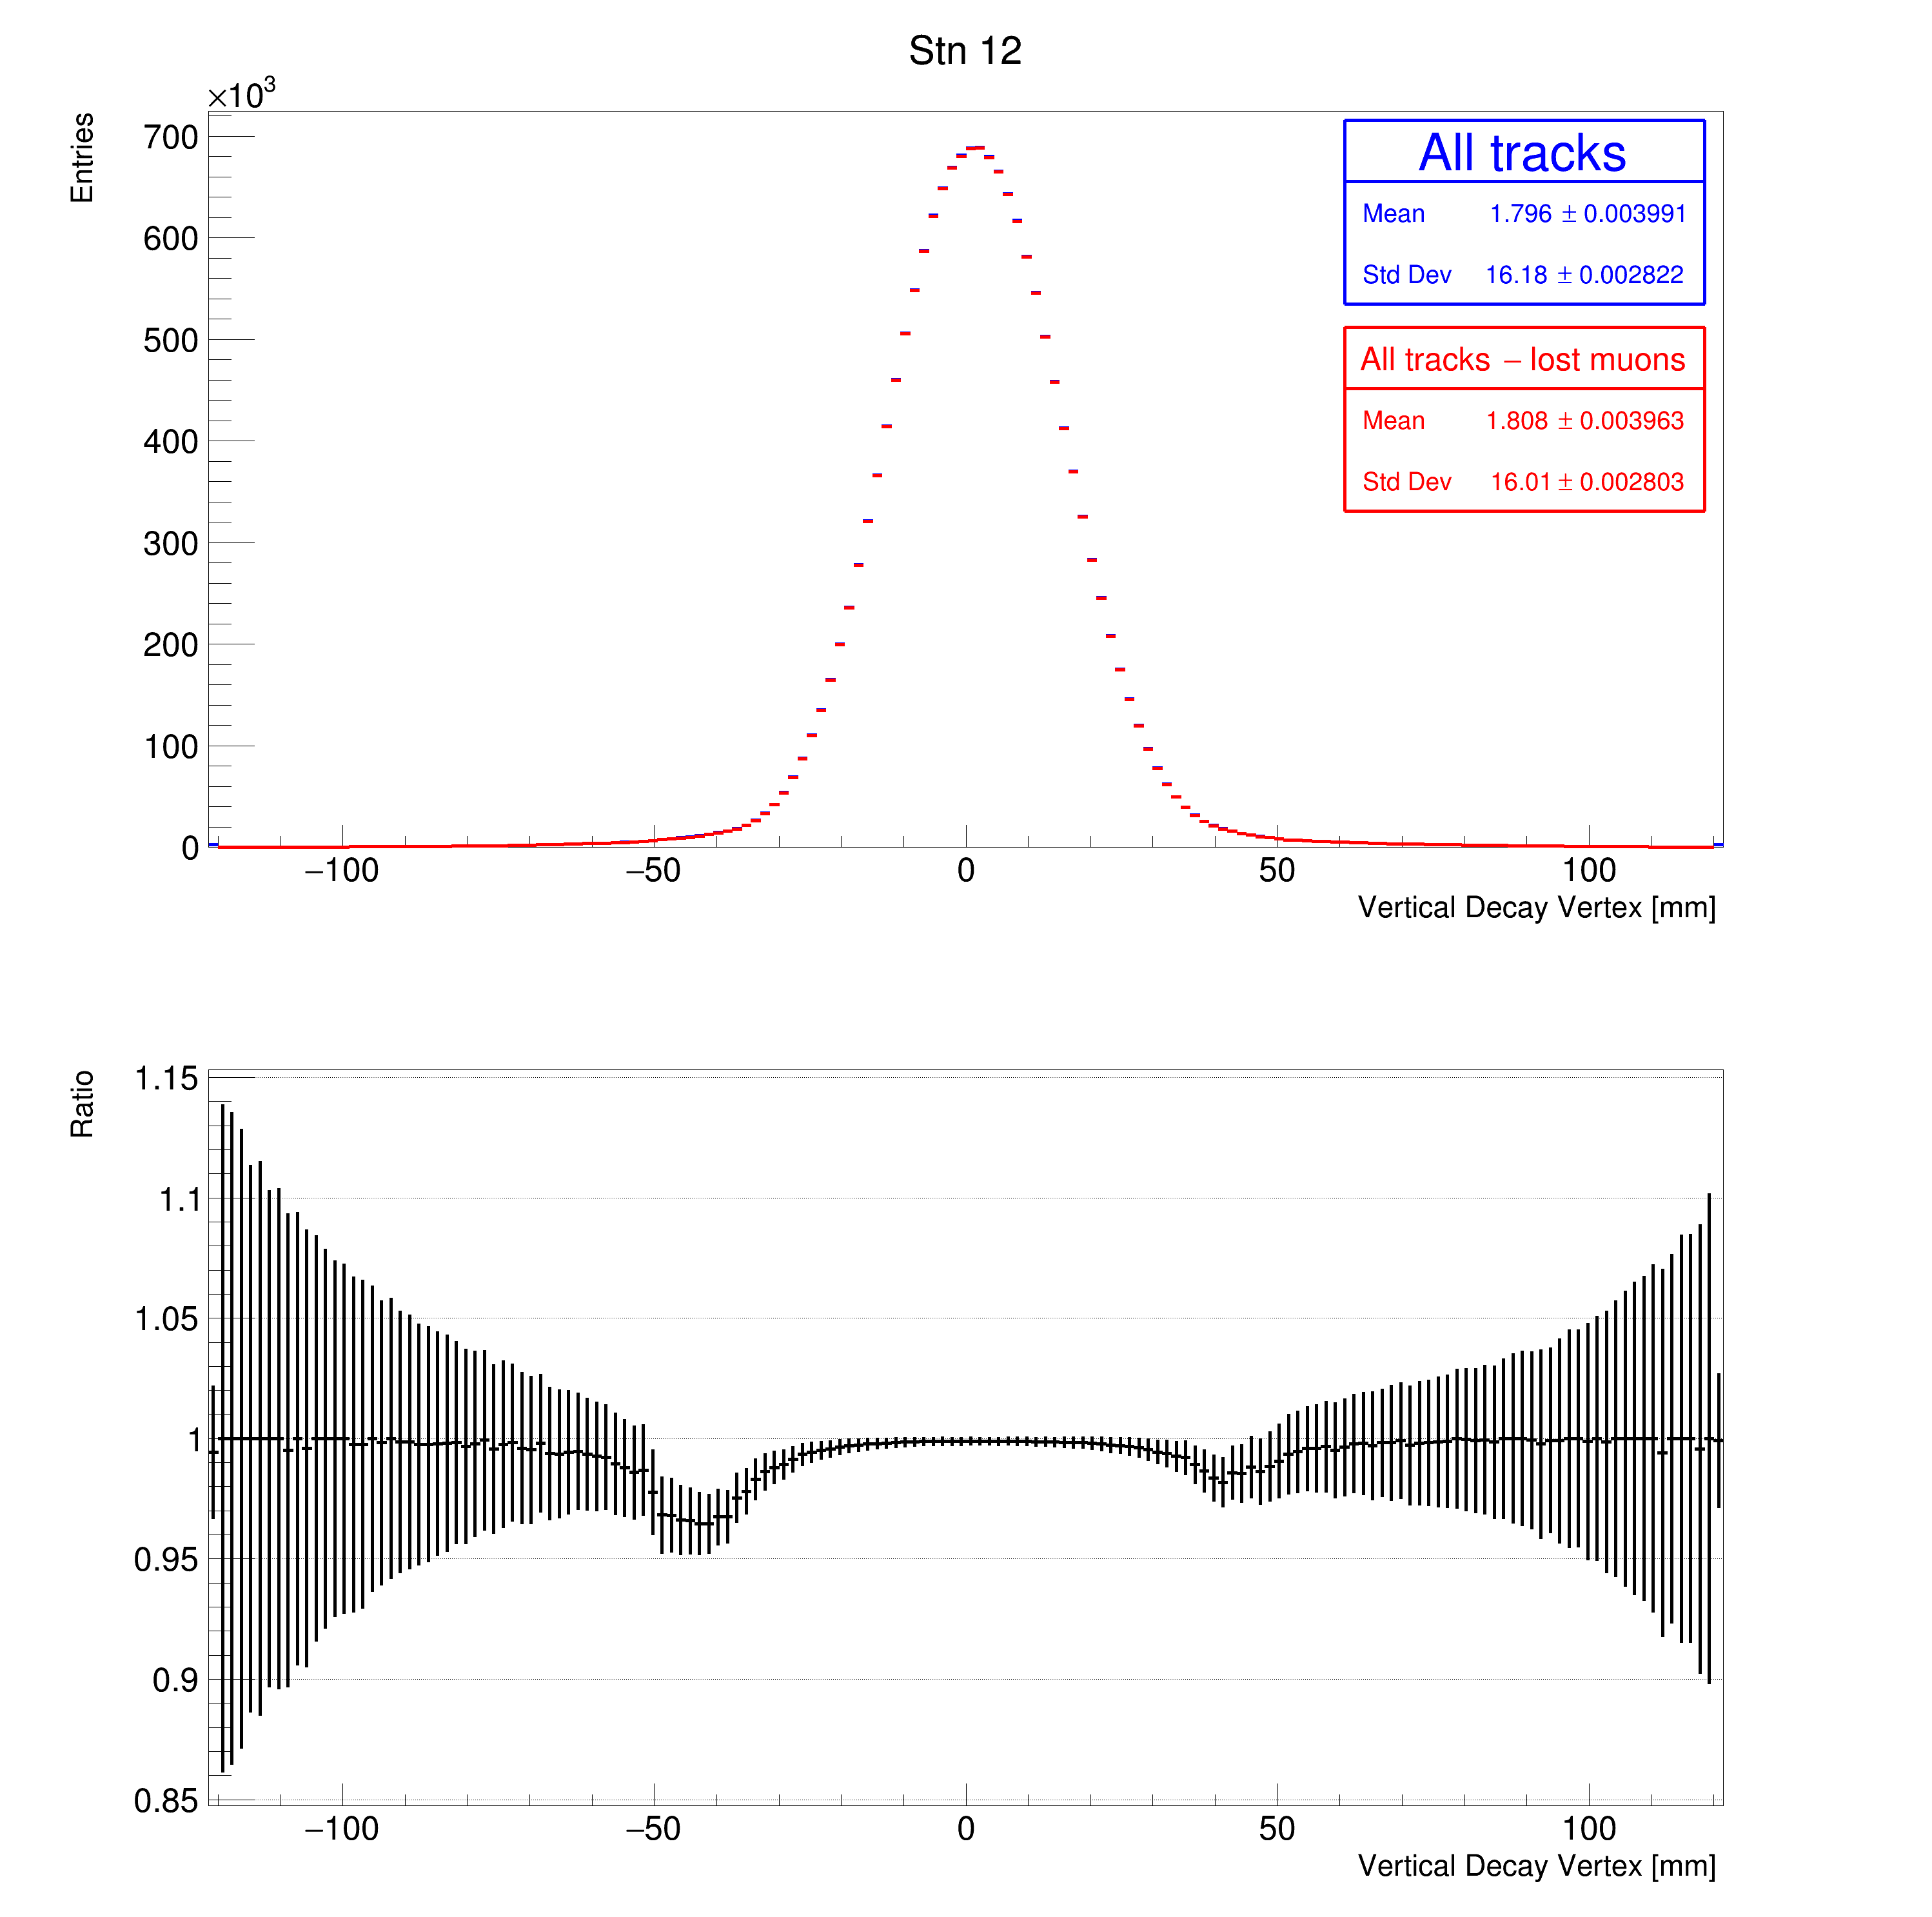 Stn 12
×10³
Entries
700
600
500
400
300
200
100
0
−100 −50 0 50 100
Vertical Decay Vertex [mm]
All tracks
Mean 1.796 ± 0.003991
Std Dev 16.18 ± 0.002822
All tracks − lost muons
Mean 1.808 ± 0.003963
Std Dev 16.01 ± 0.002803
Ratio
1.15
1.1
1.05
1
0.95
0.9
0.85
−100 −50 0 50 100
Vertical Decay Vertex [mm]